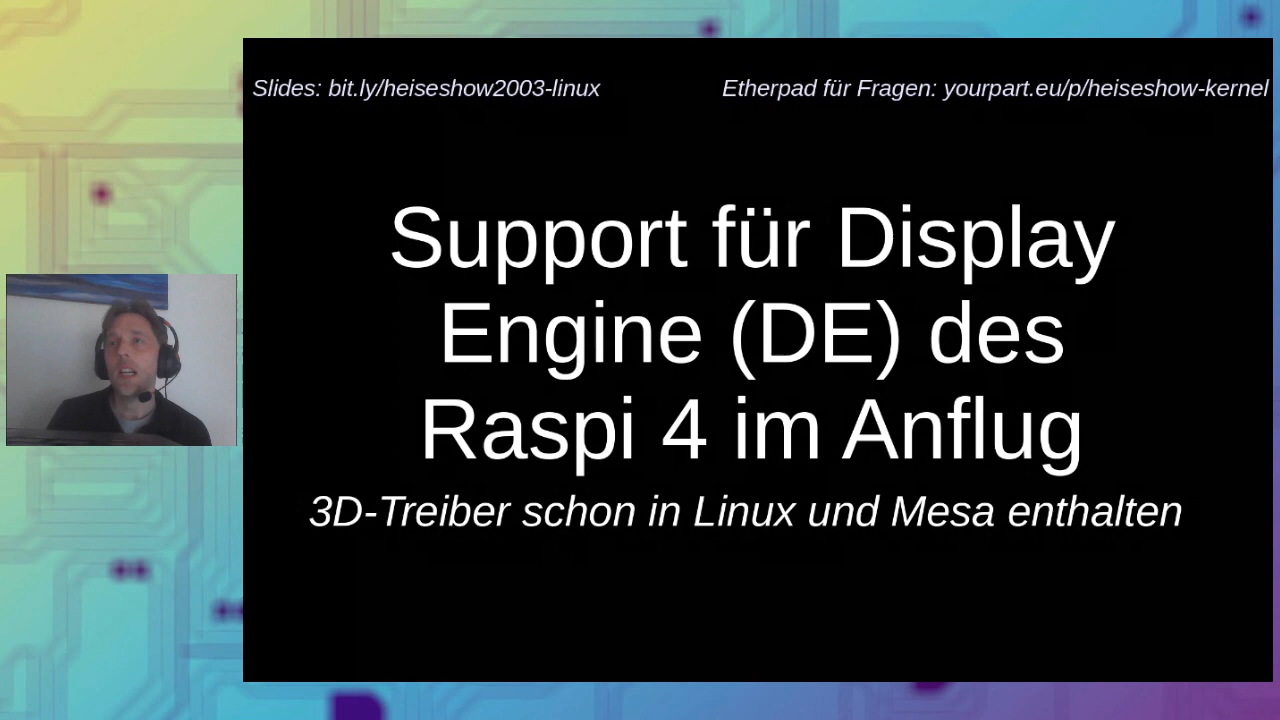 Slides: bit.ly/heiseshow2003-linux
Etherpad für Fragen: yourpart.eu/p/heiseshow-kernel
Support für Display
Engine (DE) des
Raspi 4 im Anflug
3D-Treiber schon in Linux und Mesa enthalten